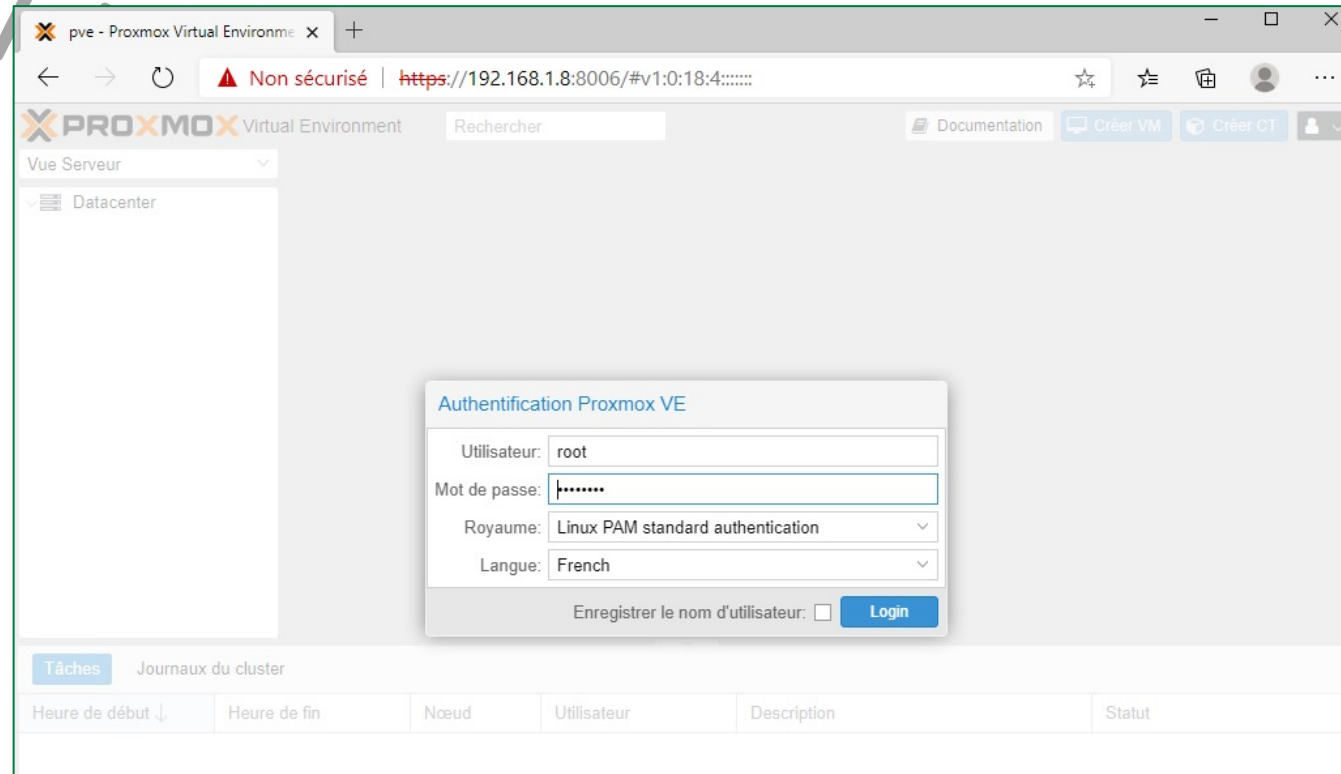 pve - Proxmox Virtual Environme
Non sécurisé | https://192.168.1.8:8006/#v1:0:18:4:::::::
PROXMOX Virtual Environment Rechercher Documentation Créer VM Créer CT
Vue Serveur
Datacenter
Authentification Proxmox VE
Utilisateur: root
Mot de passe: ••••••••
Royaume: Linux PAM standard authentication
Langue: French
Enregistrer le nom d'utilisateur: Login
Tâches Journaux du cluster
Heure de début Heure de fin Nœud Utilisateur Description Statut